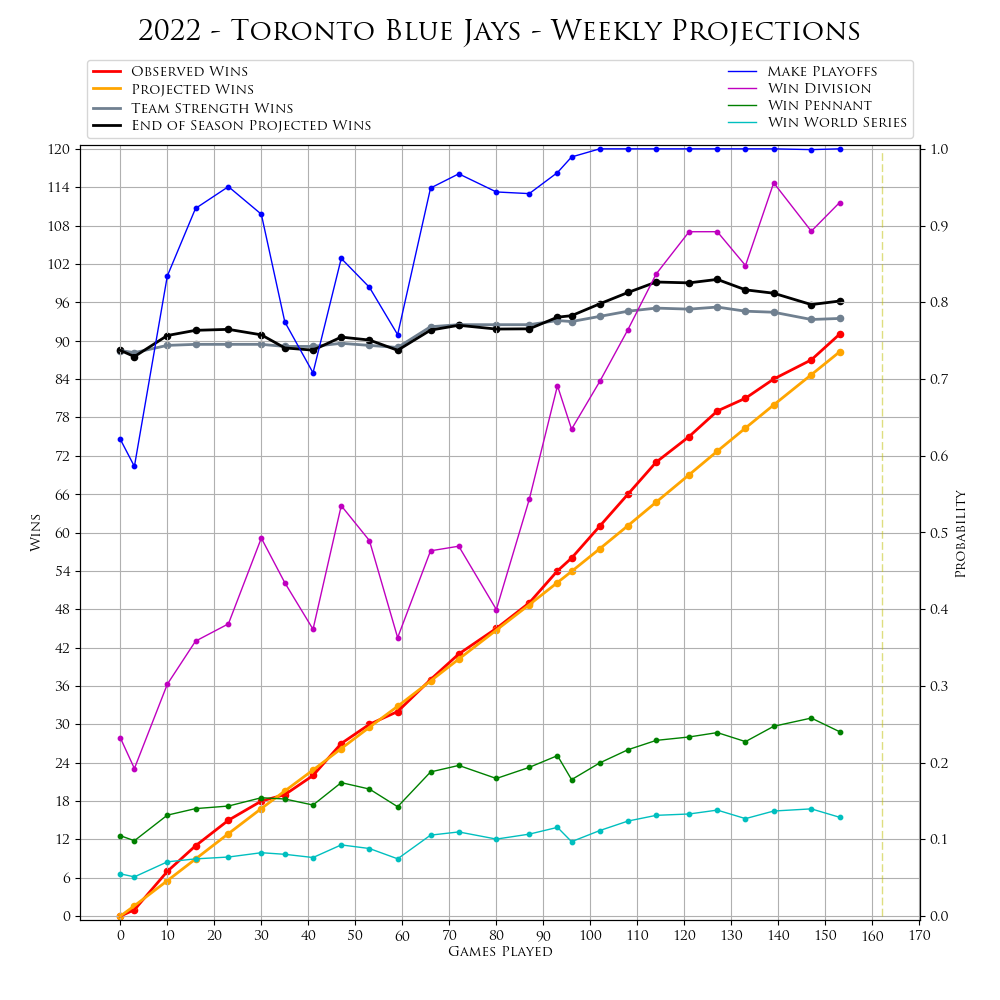 2022 - Toronto Blue Jays - Weekly Projections
Observed Wins
Projected Wins
Team Strength Wins
End of Season Projected Wins
Make Playoffs
Win Division
Win Pennant
Win World Series
120
114
108
102
96
90
84
78
72
66
60
54
48
42
36
30
24
18
12
6
0
Wins
1.0
0.9
0.8
0.7
0.6
0.5
0.4
0.3
0.2
0.1
0.0
Probability
0 10 20 30 40 50 60 70 80 90 100 110 120 130 140 150 160 170
Games Played